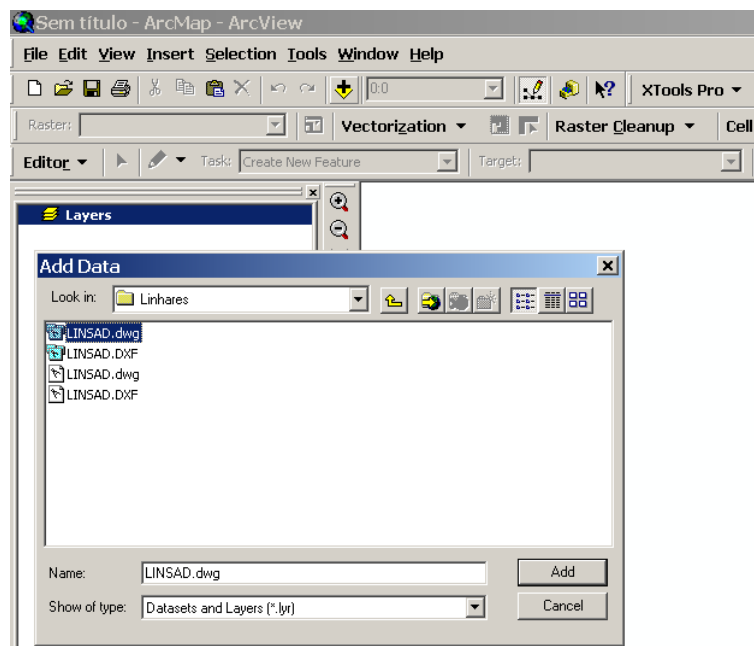 Sem título - ArcMap - ArcView
File Edit View Insert Selection Tools Window Help
0:0 XTools Pro
Raster: Vectorization Raster Cleanup Cell
Editor Task: Create New Feature Target:
Layers
Add Data
Look in: Linhares
LINSAD.dwg
LINSAD.DXF
LINSAD.dwg
LINSAD.DXF
Name: LINSAD.dwg Add
Show of type: Datasets and Layers (*.lyr) Cancel